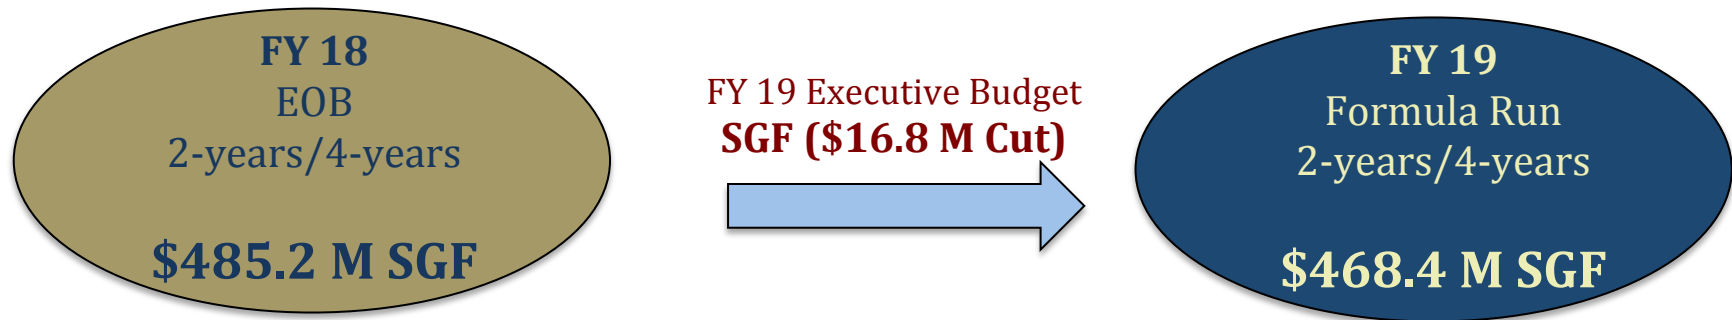 FY 18
EOB
2-years/4-years
$485.2 M SGF
FY 19 Executive Budget
SGF ($16.8 M Cut)
FY 19
Formula Run
2-years/4-years
$468.4 M SGF